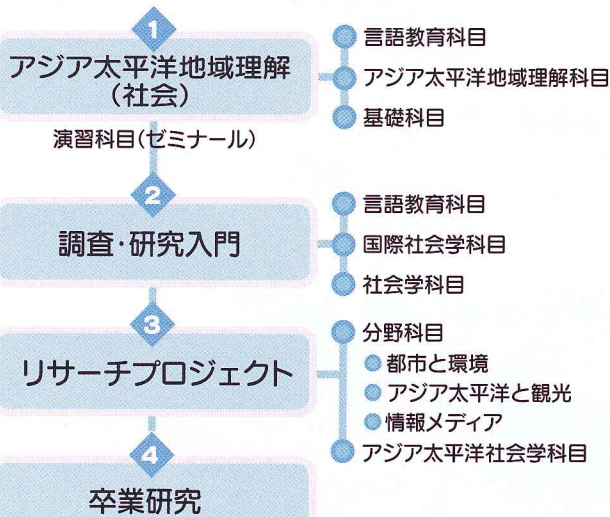 1
アジア太平洋地域理解
(社会)
言語教育科目
アジア太平洋地域理解科目
基礎科目
演習科目(ゼミナール)
2
調査・研究入門
言語教育科目
国際社会学科目
社会学科目
3
リサーチプロジェクト
分野科目
都市と環境
アジア太平洋と観光
情報メディア
アジア太平洋社会学科目
4
卒業研究